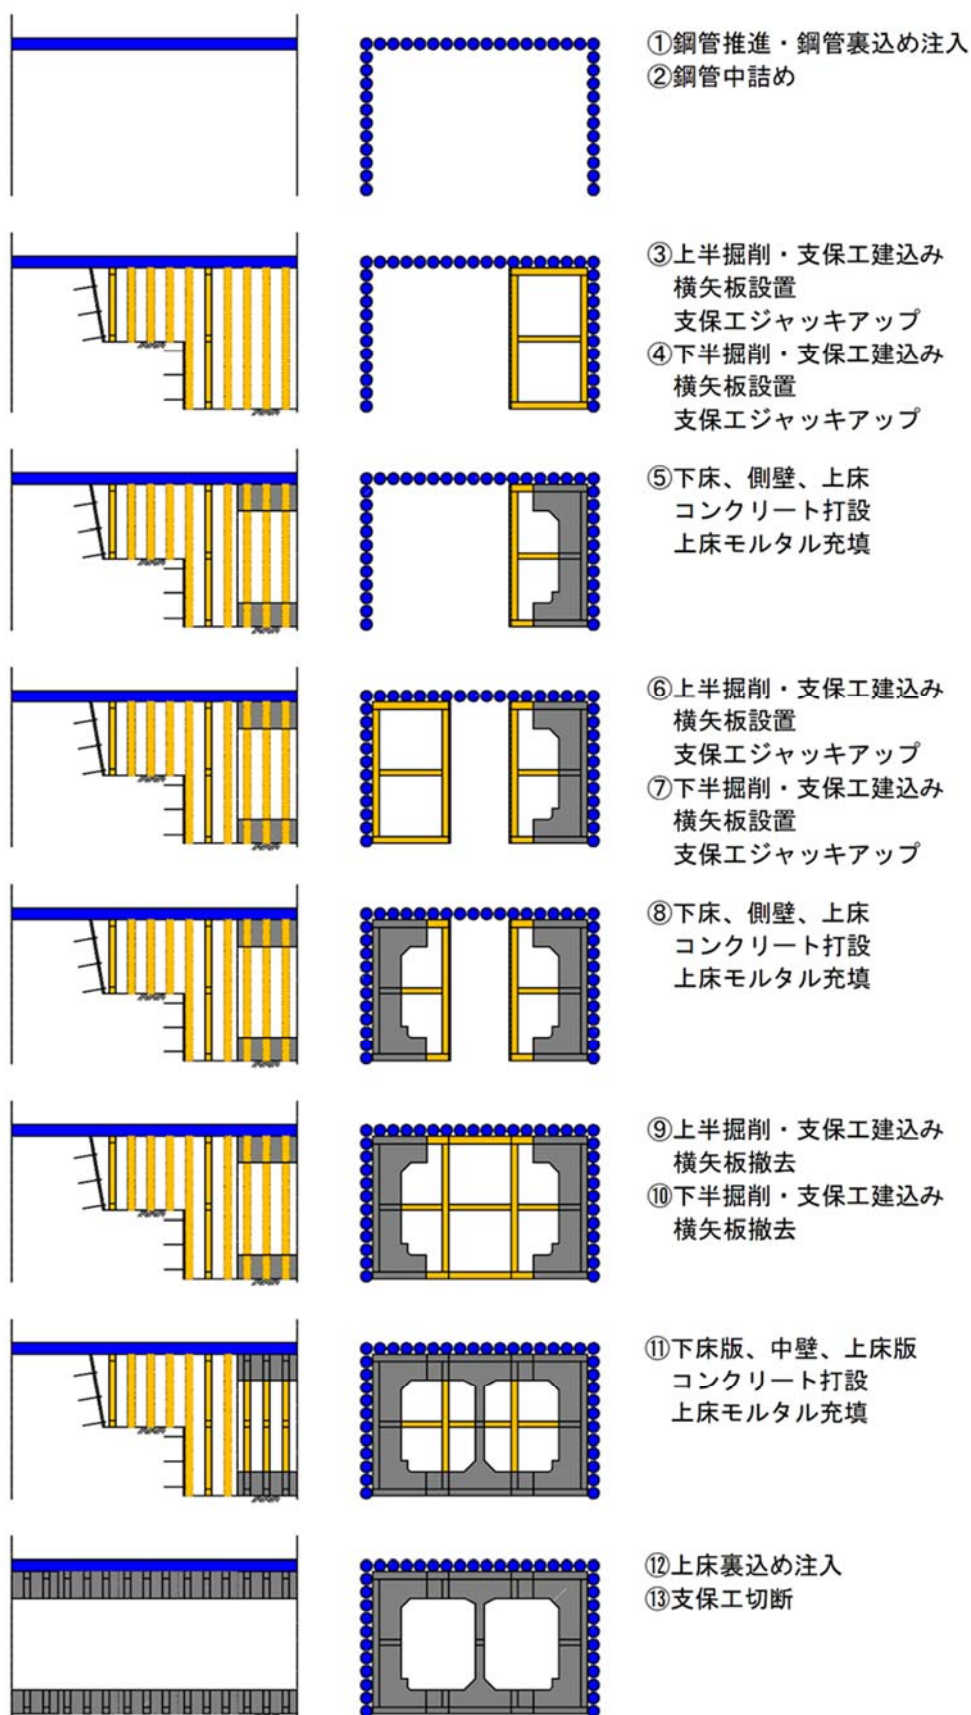 ①鋼管推進・鋼管裏込め注入
②鋼管中詰め
③上半掘削・支保工建込み
横矢板設置
支保工ジャッキアップ
④下半掘削・支保工建込み
横矢板設置
支保工ジャッキアップ
⑤下床、側壁、上床
コンクリート打設
上床モルタル充填
⑥上半掘削・支保工建込み
横矢板設置
支保工ジャッキアップ
⑦下半掘削・支保工建込み
横矢板設置
支保工ジャッキアップ
⑧下床、側壁、上床
コンクリート打設
上床モルタル充填
⑨上半掘削・支保工建込み
横矢板撤去
⑩下半掘削・支保工建込み
横矢板撤去
⑪下床版、中壁、上床版
コンクリート打設
上床モルタル充填
⑫上床裏込め注入
⑬支保工切断